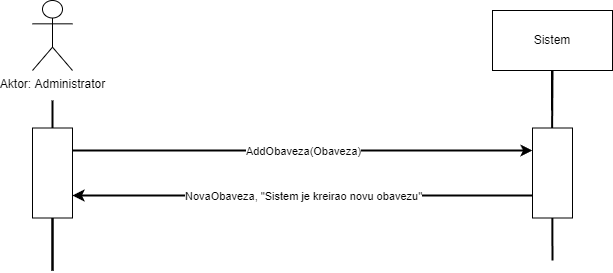 Sistem
Aktor: Administrator
AddObaveza(Obaveza)
NovaObaveza, "Sistem je kreirao novu obavezu"